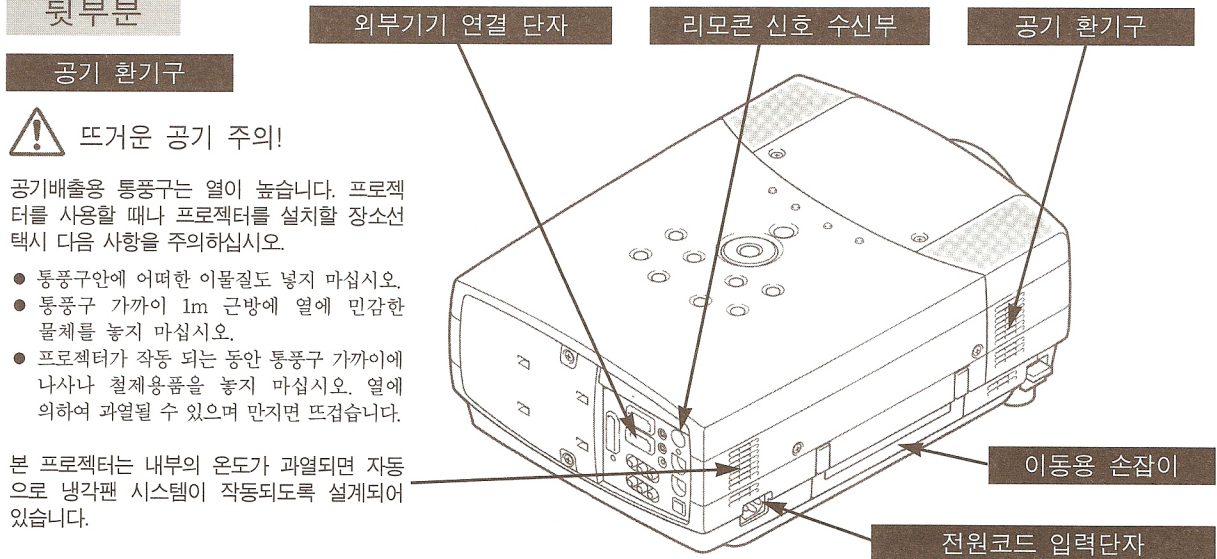 뒷부분
외부기기 연결 단자
리모콘 신호 수신부
공기 환기구
공기 환기구
뜨거운 공기 주의!
공기배출용 통풍구는 열이 높습니다. 프로젝
터를 사용할 때나 프로젝터를 설치할 장소선
택시 다음 사항을 주의하십시오.
● 통풍구안에 어떠한 이물질도 넣지 마십시오.
● 통풍구 가까이 1m 근방에 열에 민감한
물체를 놓지 마십시오.
● 프로젝터가 작동 되는 동안 통풍구 가까이에
나사나 철제용품을 놓지 마십시오. 열에
의하여 과열될 수 있으며 만지면 뜨겁습니다.
본 프로젝터는 내부의 온도가 과열되면 자동
으로 냉각팬 시스템이 작동되도록 설계되어
있습니다.
이동용 손잡이
전원코드 입력단자